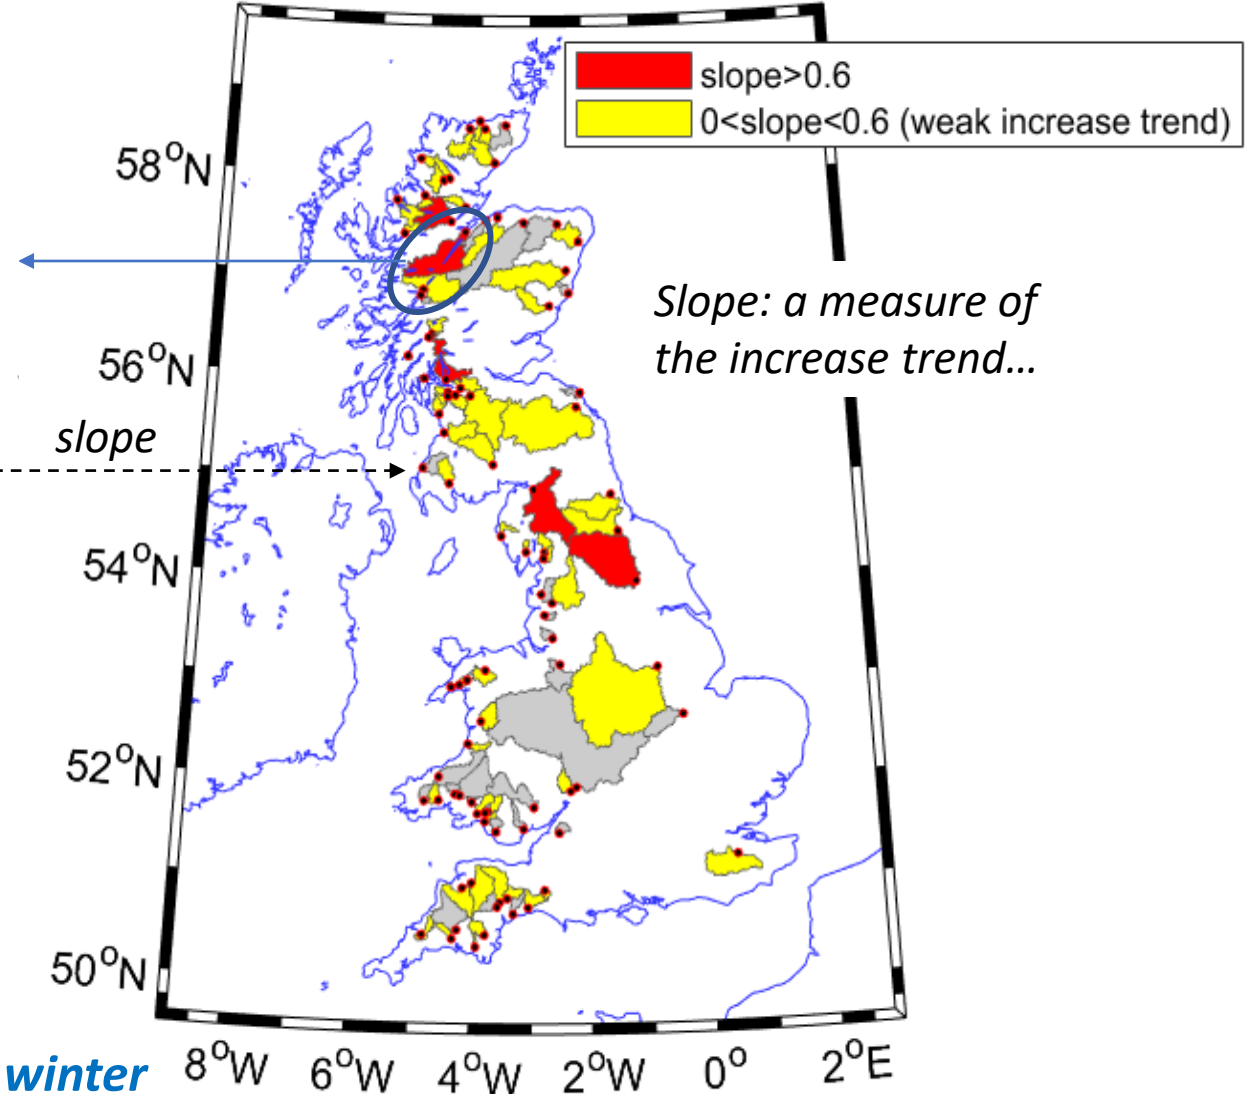 slope>0.6
0<slope<0.6 (weak increase trend)
58°N
Slope: a measure of
the increase trend...
56°N
slope
54°N
52°N
50°N
winter
8°W 6°W 4°W 2°W 0° 2°E